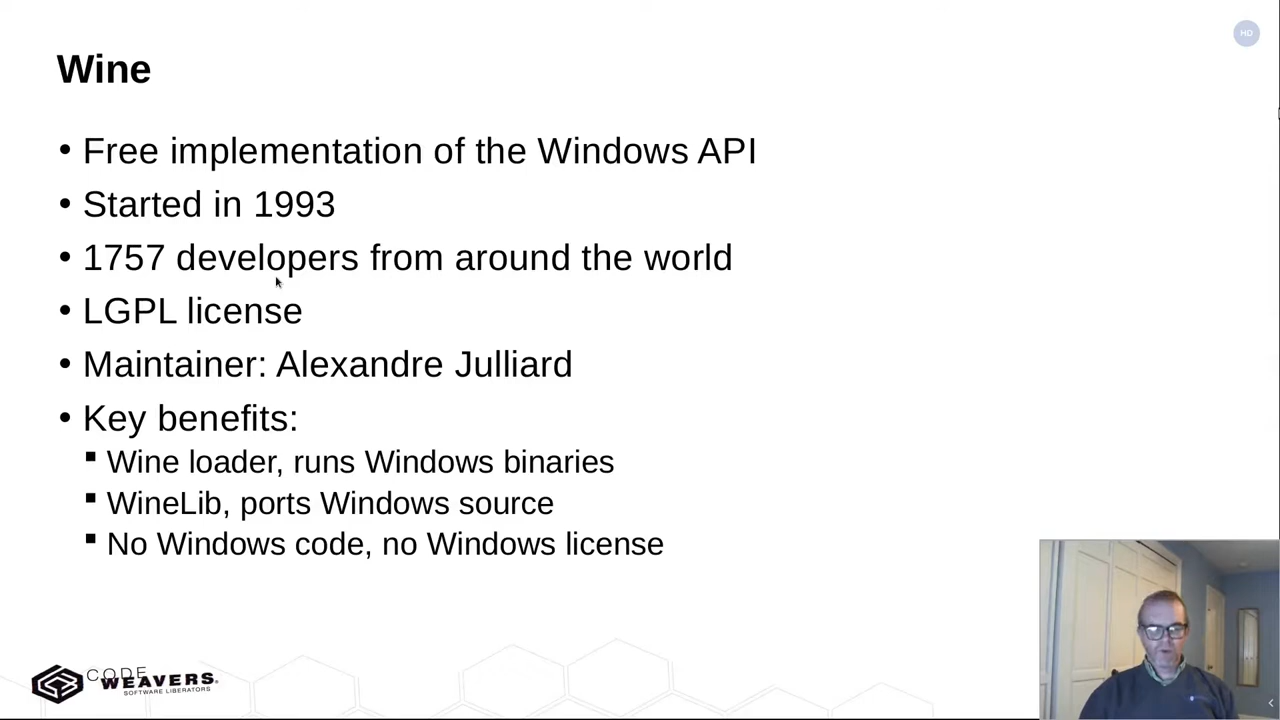 HD
Wine
• Free implementation of the Windows API
• Started in 1993
• 1757 developers from around the world
• LGPL license
• Maintainer: Alexandre Julliard
• Key benefits:
▪ Wine loader, runs Windows binaries
▪ WineLib, ports Windows source
▪ No Windows code, no Windows license
CODE
WEAVERS®
SOFTWARE LIBERATORS